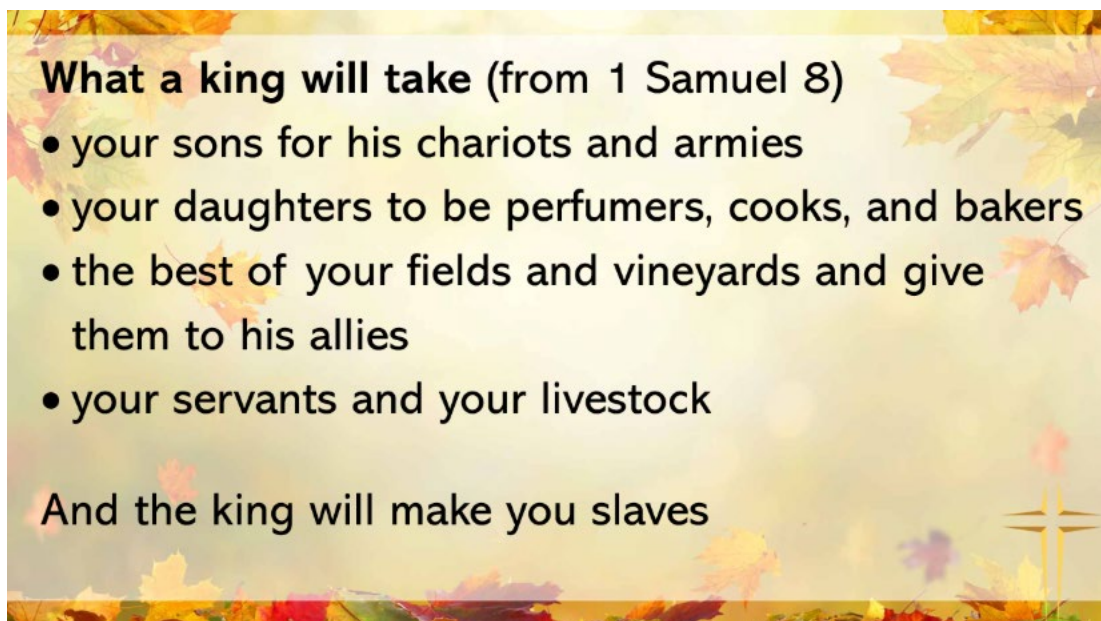 What a king will take (from 1 Samuel 8)
• your sons for his chariots and armies
• your daughters to be perfumers, cooks, and bakers
• the best of your fields and vineyards and give
them to his allies
• your servants and your livestock
And the king will make you slaves